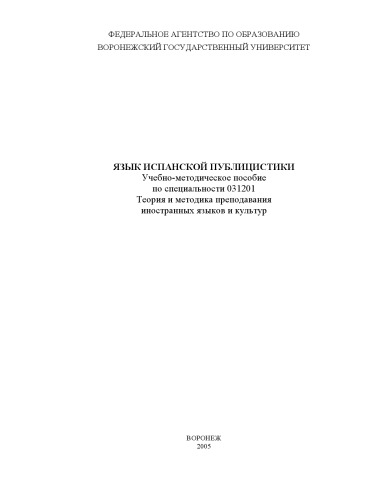 ФЕДЕРАЛЬНОЕ АГЕНТСТВО ПО ОБРАЗОВАНИЮ
ВОРОНЕЖСКИЙ ГОСУДАРСТВЕННЫЙ УНИВЕРСИТЕТ
ЯЗЫК ИСПАНСКОЙ ПУБЛИЦИСТИКИ
Учебно-методическое пособие
по специальности 031201
Теория и методика преподавания
иностранных языков и культур
ВОРОНЕЖ
2005